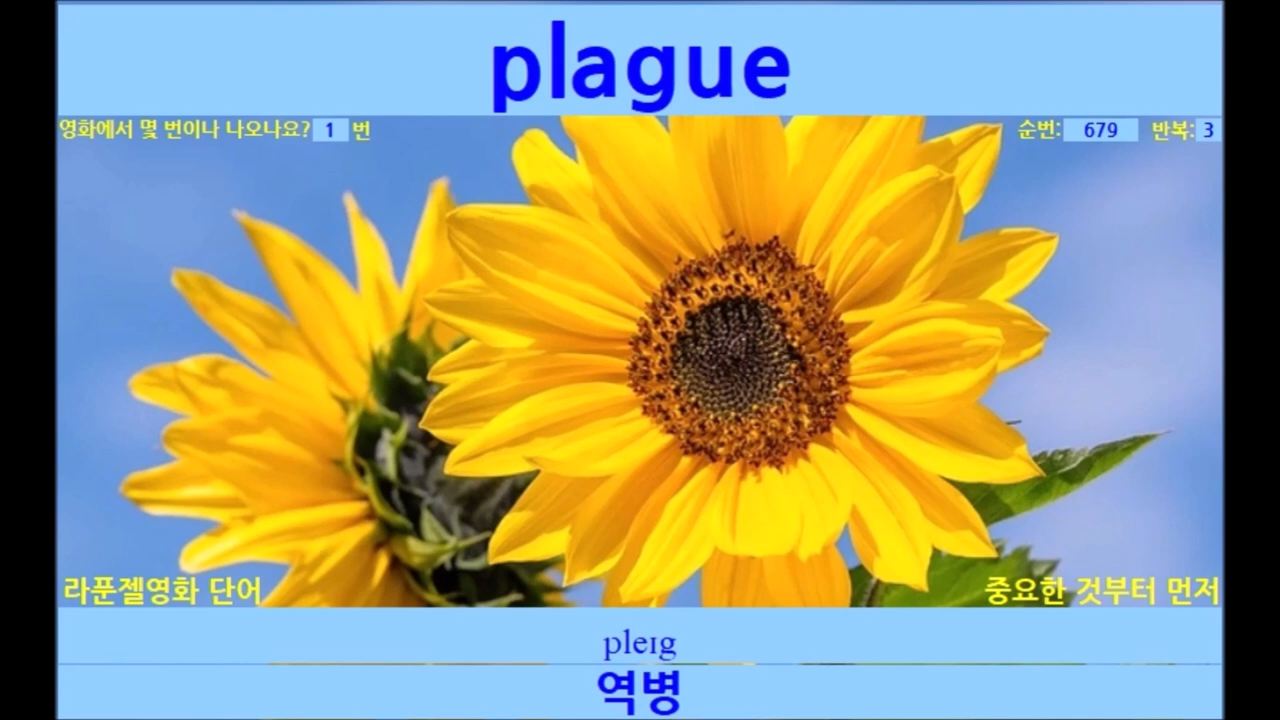 plague
영화에서 몇 번이나 나오나요? 1 번
순번: 679 반복: 3
라푼젤영화 단어
중요한 것부터 먼저
pleɪg
역병